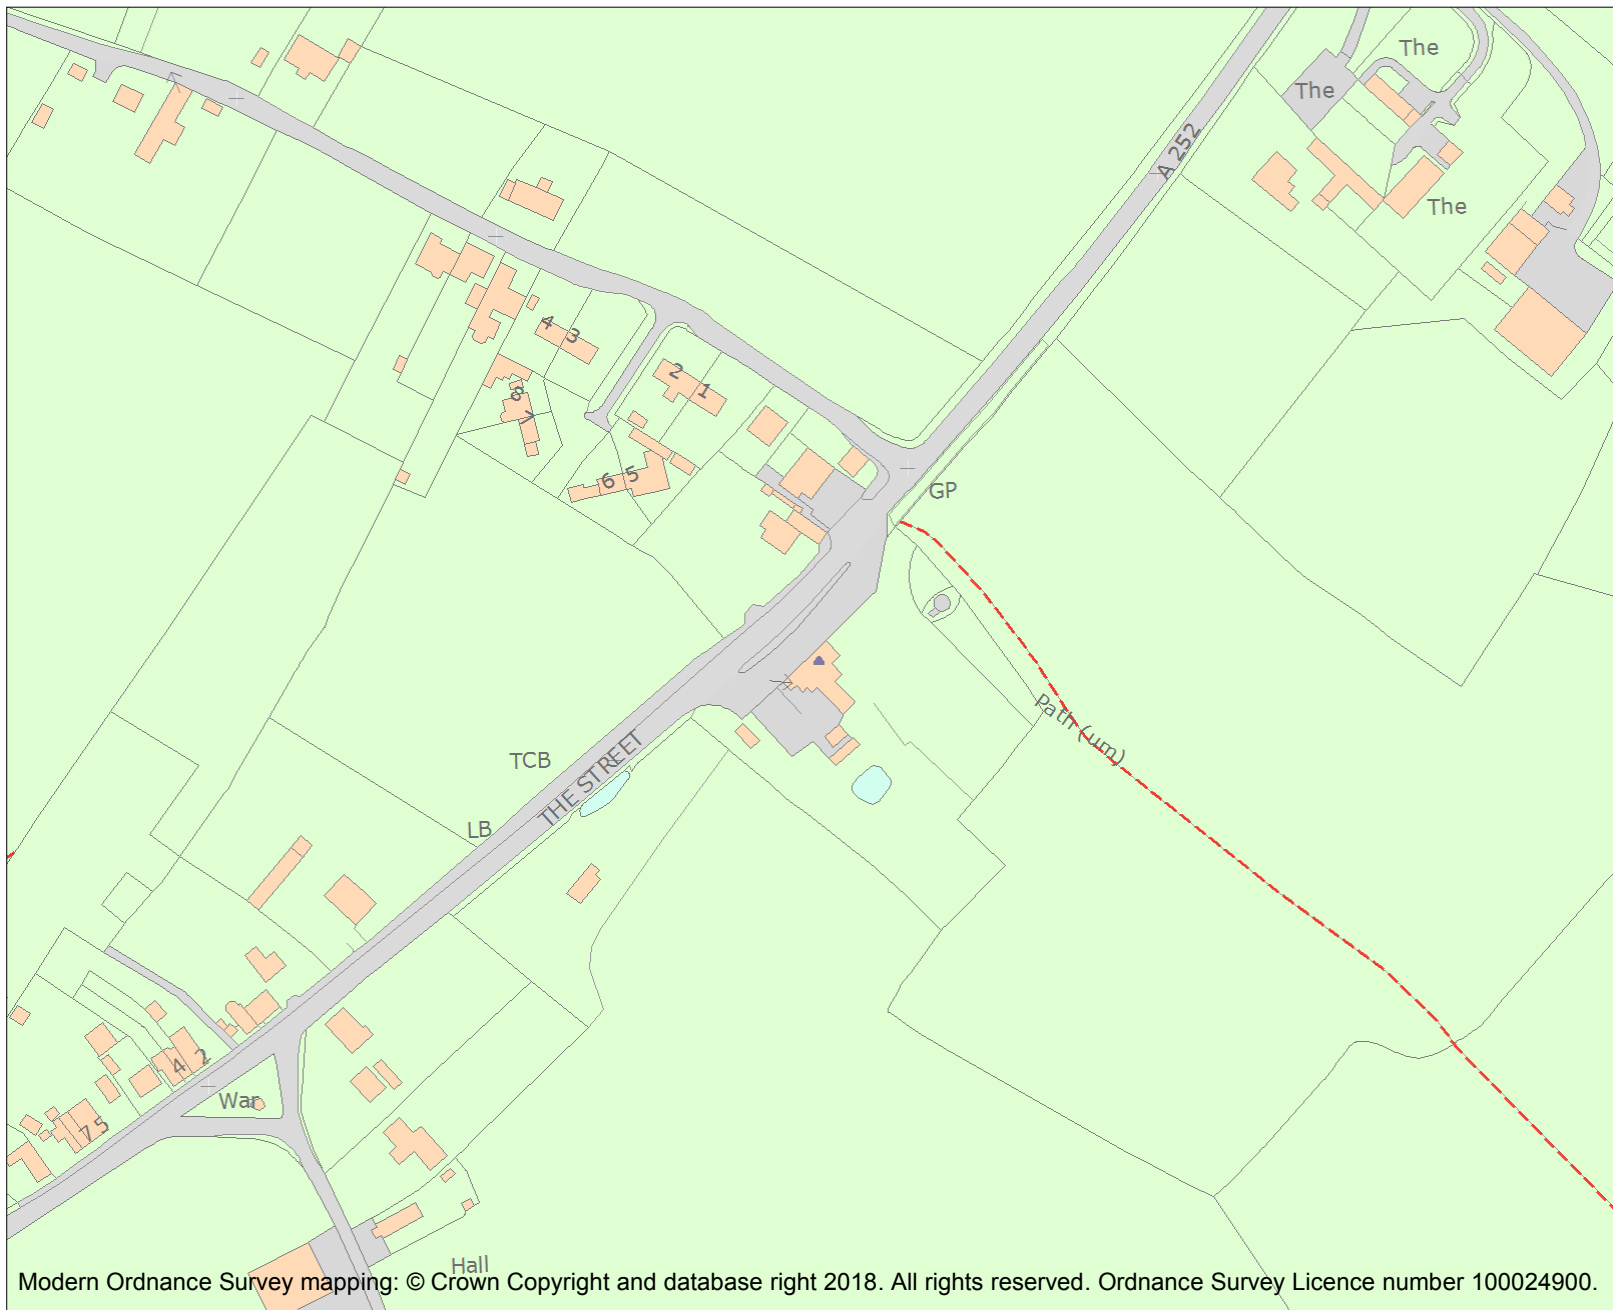 The
The
A 252
The
4 3
2 1
8
7
6 5
GP
Path (um)
TCB
THE STREET
LB
4 2
War
7 5
Hall
Modern Ordnance Survey mapping: © Crown Copyright and database right 2018. All rights reserved. Ordnance Survey Licence number 100024900.